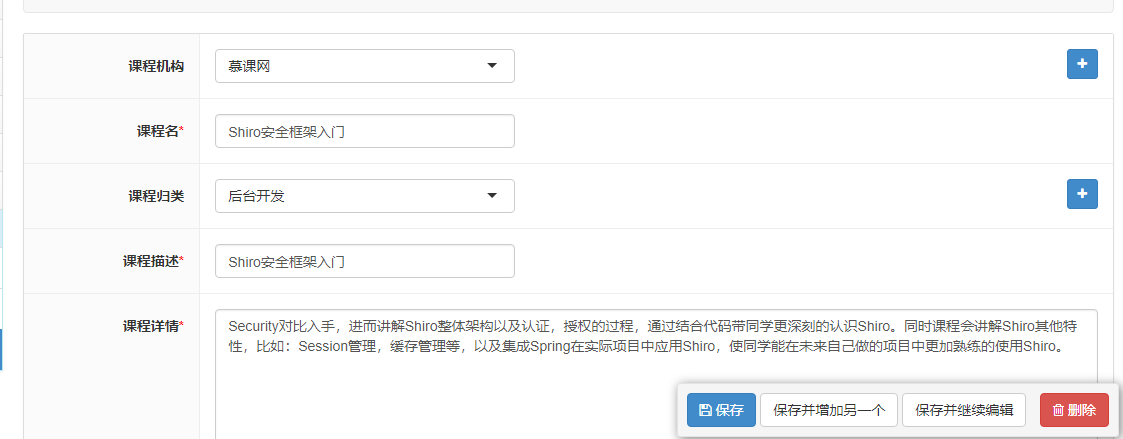 课程机构 慕课网
课程名* Shiro安全框架入门
课程归类 后台开发
课程描述* Shiro安全框架入门
课程详情* Security对比入手，进而讲解Shiro整体架构以及认证，授权的过程，通过结合代码带同学更深刻的认识Shiro。同时课程会讲解Shiro其他特
性，比如：Session管理，缓存管理等，以及集成Spring在实际项目中应用Shiro，使同学能在未来自己做的项目中更加熟练的使用Shiro。
保存 保存并增加另一个 保存并继续编辑 删除